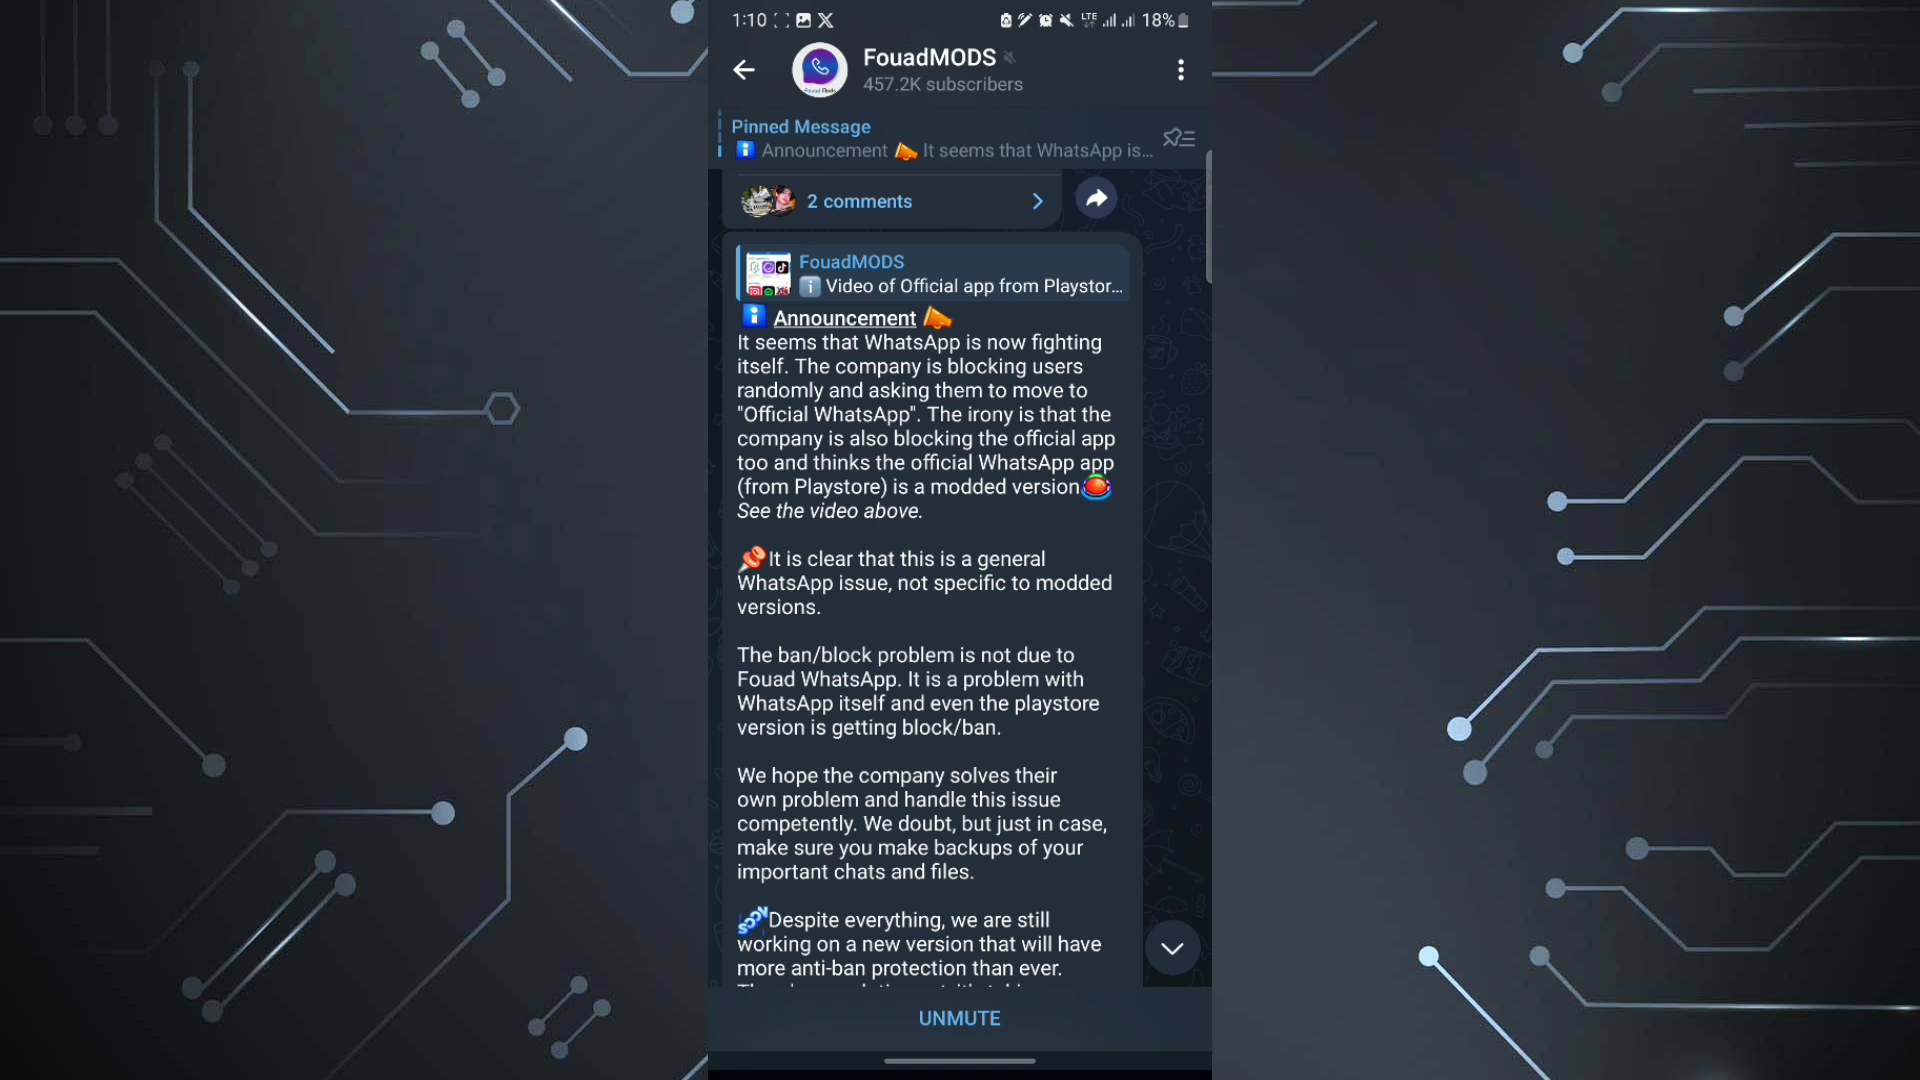 1:10
LTE
18%
FouadMODS
457.2K subscribers
Pinned Message
Announcement It seems that WhatsApp is...
2 comments
FouadMODS
Video of Official app from Playstor...
Announcement
It seems that WhatsApp is now fighting
itself. The company is blocking users
randomly and asking them to move to
"Official WhatsApp". The irony is that the
company is also blocking the official app
too and thinks the official WhatsApp app
(from Playstore) is a modded version
See the video above.
It is clear that this is a general
WhatsApp issue, not specific to modded
versions.
The ban/block problem is not due to
Fouad WhatsApp. It is a problem with
WhatsApp itself and even the playstore
version is getting block/ban.
We hope the company solves their
own problem and handle this issue
competently. We doubt, but just in case,
make sure you make backups of your
important chats and files.
Despite everything, we are still
working on a new version that will have
more anti-ban protection than ever.
UNMUTE